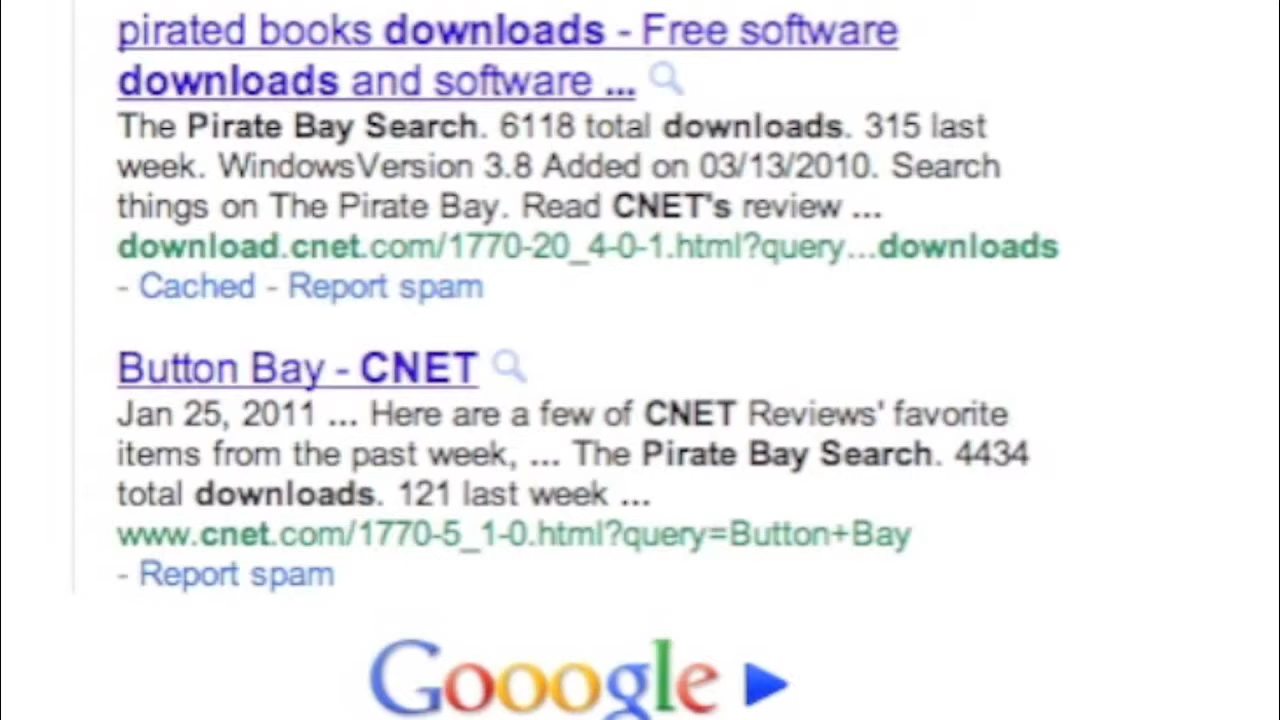 pirated books downloads - Free software
downloads and software ...
The Pirate Bay Search. 6118 total downloads. 315 last
week. WindowsVersion 3.8 Added on 03/13/2010. Search
things on The Pirate Bay. Read CNET's review ...
download.cnet.com/1770-20_4-0-1.html?query...downloads
- Cached - Report spam
Button Bay - CNET
Jan 25, 2011 ... Here are a few of CNET Reviews' favorite
items from the past week, ... The Pirate Bay Search. 4434
total downloads. 121 last week ...
www.cnet.com/1770-5_1-0.html?query=Button+Bay
- Report spam
Gooogle